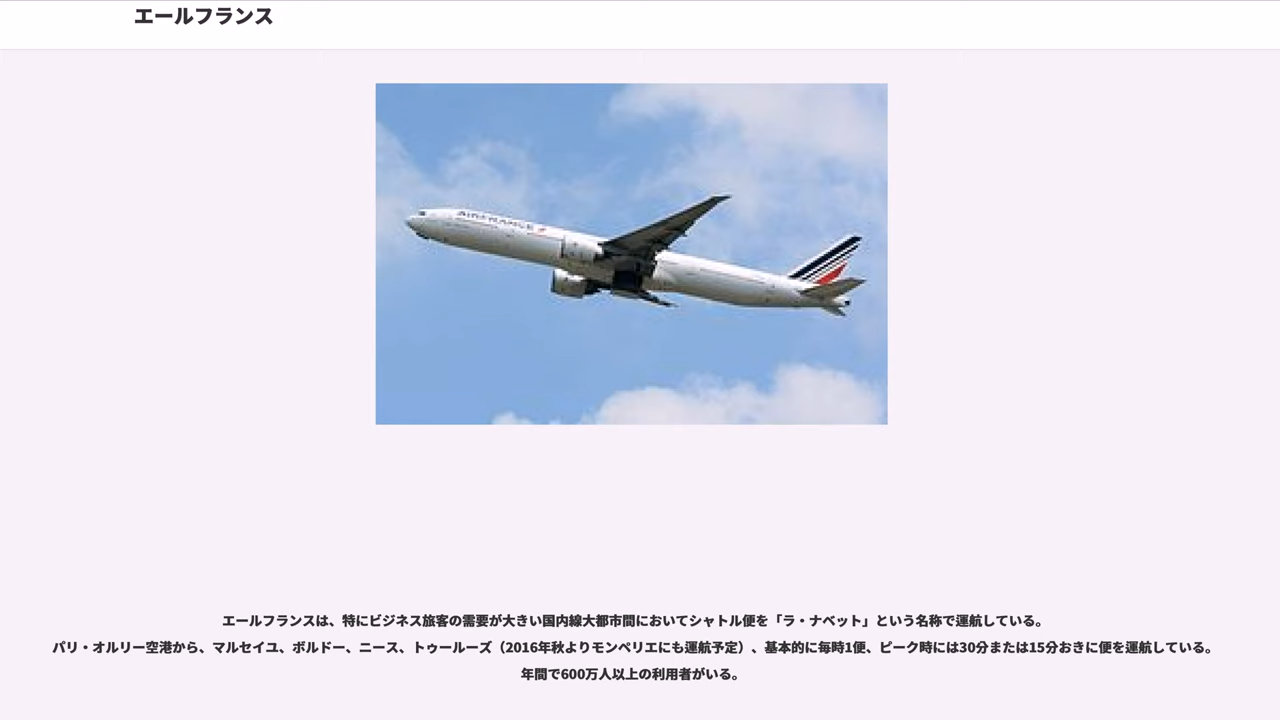 エールフランス
AIRFRANCE
エールフランスは、特にビジネス旅客の需要が大きい国内線大都市間においてシャトル便を「ラ・ナベット」という名称で運航している。
パリ・オルリー空港から、マルセイユ、ボルドー、ニース、トゥールーズ（2016年秋よりモンペリエにも運航予定）、基本的に毎時1便、ピーク時には30分または15分おきに便を運航している。
年間で600万人以上の利用者がいる。